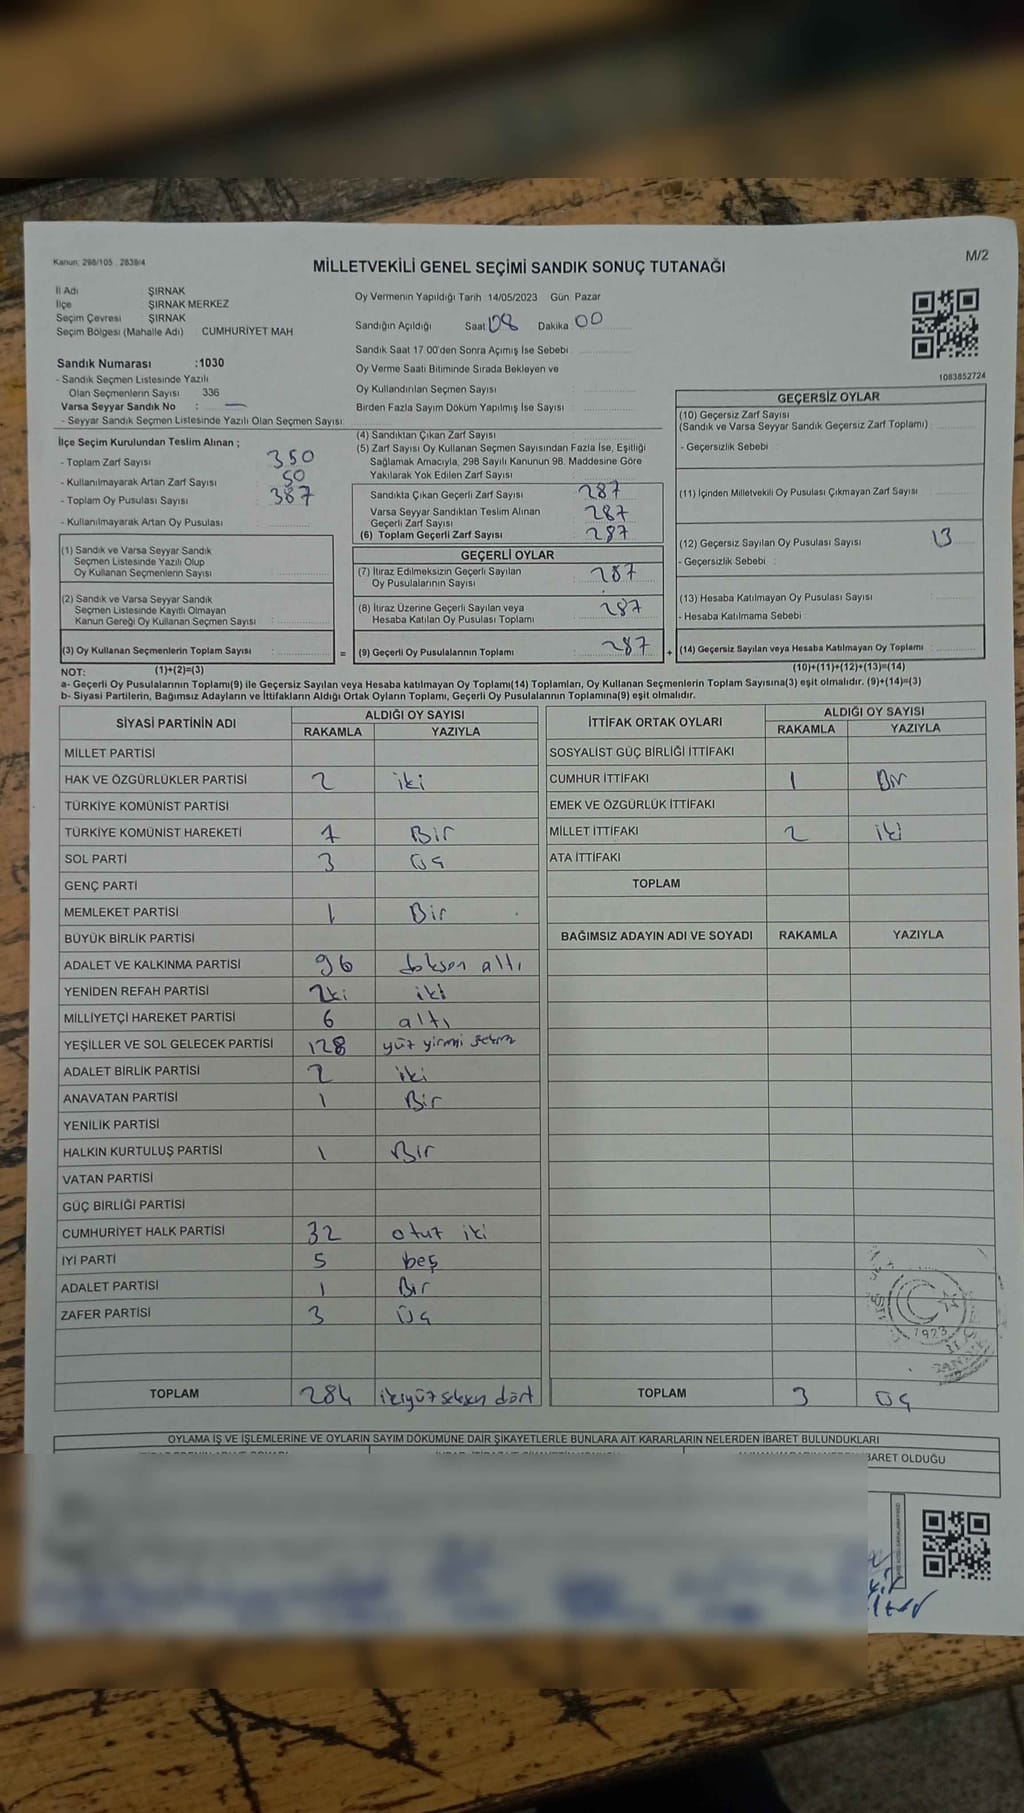 Kanun: 298/105 . 2839/4
M/2
MİLLETVEKİLİ GENEL SEÇİMİ SANDIK SONUÇ TUTANAĞI
İl Adı : ŞIRNAK
İlçe : ŞIRNAK MERKEZ
Seçim Çevresi : ŞIRNAK
Seçim Bölgesi (Mahalle Adı) CUMHURİYET MAH
Sandık Numarası :1030
- Sandık Seçmen Listesinde Yazılı
Olan Seçmenlerin Sayısı 336
Varsa Seyyar Sandık No : —
- Seyyar Sandık Seçmen Listesinde Yazılı Olan Seçmen Sayısı:
İlçe Seçim Kurulundan Teslim Alınan ;
- Toplam Zarf Sayısı 350
- Kullanılmayarak Artan Zarf Sayısı : 50
- Toplam Oy Pusulası Sayısı : 387
- Kullanılmayarak Artan Oy Pusulası :
Oy Vermenin Yapıldığı Tarih :14/05/2023 Gün: Pazar
Sandığın Açıldığı Saat 08 Dakika 00
Sandık Saat 17 00'den Sonra Açımış İse Sebebi :
Oy Verme Saati Bitiminde Sırada Bekleyen ve
Oy Kullandırılan Seçmen Sayısı :
Birden Fazla Sayım Döküm Yapılmış İse Sayısı :
(4) Sandıktan Çıkan Zarf Sayısı :
(5) Zarf Sayısı Oy Kullanan Seçmen Sayısından Fazla İse, Eşitliği
Sağlamak Amacıyla, 298 Sayılı Kanunun 98. Maddesine Göre
Yakılarak Yok Edilen Zarf Sayısı :
Sandıkta Çıkan Geçerli Zarf Sayısı : 287
Varsa Seyyar Sandıktan Teslim Alınan
Geçerli Zarf Sayısı : 287
(6) Toplam Geçerli Zarf Sayısı : 287
1083852724
GEÇERSİZ OYLAR
(10) Geçersiz Zarf Sayısı
(Sandık ve Varsa Seyyar Sandık Geçersiz Zarf Toplamı) :
- Geçersizlik Sebebi :
(11) İçinden Milletvekili Oy Pusulası Çıkmayan Zarf Sayısı :
(12) Geçersiz Sayılan Oy Pusulası Sayısı 13
- Geçersizlik Sebebi :
(13) Hesaba Katılmayan Oy Pusulası Sayısı :
- Hesaba Katılmama Sebebi :
(14) Geçersiz Sayılan veya Hesaba Katılmayan Oy Toplamı :
(10)+(11)+(12)+(13)=(14)
(1) Sandık ve Varsa Seyyar Sandık
Seçmen Listesinde Yazılı Olup
Oy Kullanan Seçmenlerin Sayısı :
(2) Sandık ve Varsa Seyyar Sandık
Seçmen Listesinde Kayıtlı Olmayan
Kanun Gereği Oy Kullanan Seçmen Sayısı :
(3) Oy Kullanan Seçmenlerin Toplam Sayısı :
=
GEÇERLİ OYLAR
(7) İtiraz Edilmeksizin Geçerli Sayılan
Oy Pusulalarının Sayısı : 287
(8) İtiraz Üzerine Geçerli Sayılan veya
Hesaba Katılan Oy Pusulası Toplamı : 287
(9) Geçerli Oy Pusulalarının Toplamı : 287
+
NOT: (1)+(2)=(3)
a- Geçerli Oy Pusulalarının Toplamı(9) ile Geçersiz Sayılan veya Hesaba katılmayan Oy Toplamı(14) Toplamları, Oy Kullanan Seçmenlerin Toplam Sayısına(3) eşit olmalıdır. (9)+(14)=(3)
b- Siyasi Partilerin, Bağımsız Adayların ve İttifakların Aldığı Ortak Oyların Toplamı, Geçerli Oy Pusulalarının Toplamına(9) eşit olmalıdır.
SİYASİ PARTİNİN ADI ALDIĞI OY SAYISI
RAKAMLA YAZIYLA
MİLLET PARTİSİ
HAK VE ÖZGÜRLÜKLER PARTİSİ 2 iki
TÜRKİYE KOMÜNİST PARTİSİ
TÜRKİYE KOMÜNİST HAREKETİ 1 Bir
SOL PARTİ 3 Üç
GENÇ PARTİ
MEMLEKET PARTİSİ 1 Bir
BÜYÜK BİRLİK PARTİSİ
ADALET VE KALKINMA PARTİSİ 96 doksan altı
YENİDEN REFAH PARTİSİ 2ki iki
MİLLİYETÇİ HAREKET PARTİSİ 6 altı
YEŞİLLER VE SOL GELECEK PARTİSİ 128 yüz yirmi sekiz
ADALET BİRLİK PARTİSİ 2 iki
ANAVATAN PARTİSİ 1 Bir
YENİLİK PARTİSİ
HALKIN KURTULUŞ PARTİSİ 1 Bir
VATAN PARTİSİ
GÜÇ BİRLİĞİ PARTİSİ
CUMHURİYET HALK PARTİSİ 32 otuz iki
İYİ PARTİ 5 beş
ADALET PARTİSİ 1 Bir
ZAFER PARTİSİ 3 Üç
TOPLAM 284 ikiyüz seksen dört
İTTİFAK ORTAK OYLARI ALDIĞI OY SAYISI
RAKAMLA YAZIYLA
SOSYALİST GÜÇ BİRLİĞİ İTTİFAKI
CUMHUR İTTİFAKI 1 Bir
EMEK VE ÖZGÜRLÜK İTTİFAKI
MİLLET İTTİFAKI 2 iki
ATA İTTİFAKI
TOPLAM
BAĞIMSIZ ADAYIN ADI VE SOYADI RAKAMLA YAZIYLA
1923
TOPLAM 3 Üç
OYLAMA İŞ VE İŞLEMLERİNE VE OYLARIN SAYIM DÖKÜMÜNE DAİR ŞİKAYETLERLE BUNLARA AİT KARARLARIN NELERDEN İBARET BULUNDUKLARI
BARET OLDUĞU